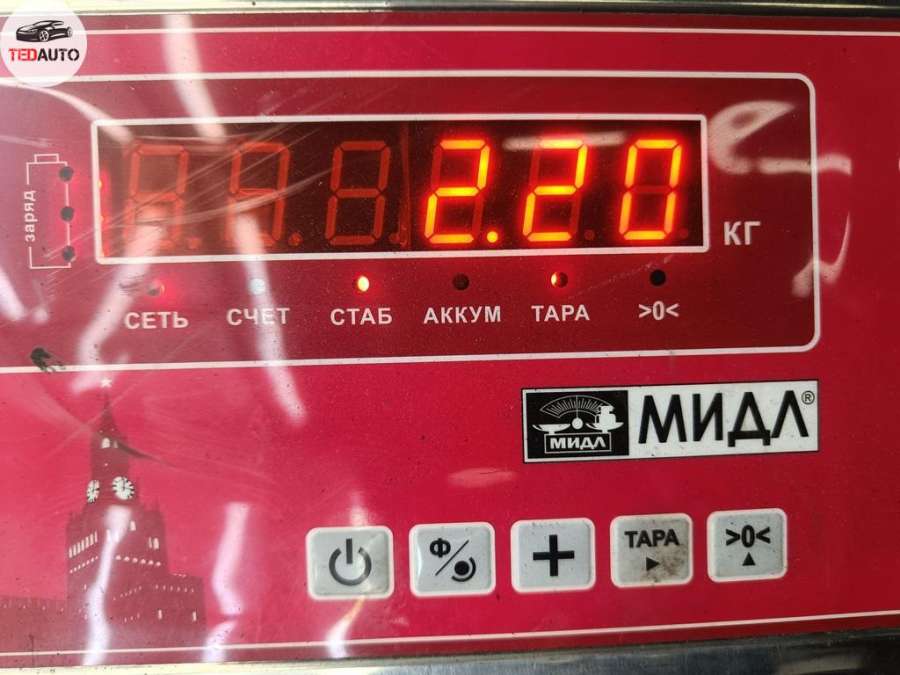 TEDAUTO
заряд
2.20
КГ
СЕТЬ СЧЕТ СТАБ АККУМ ТАРА >0<
МИДЛ МИДЛ®
Ф ТАРА >0<